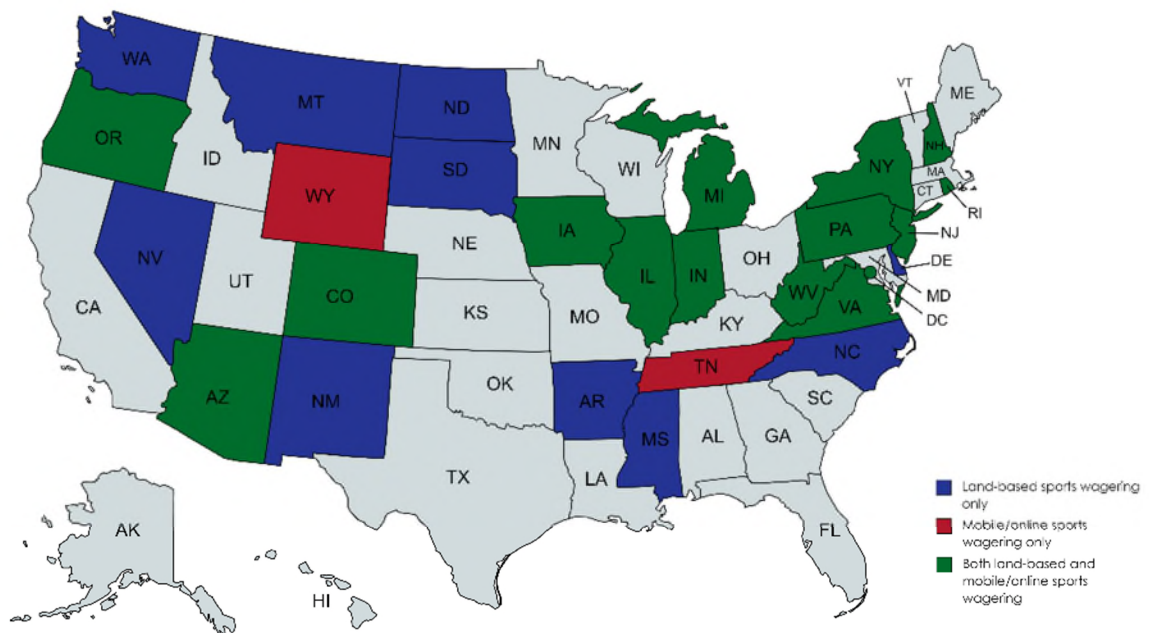 WA
MT
ND
MN
VT
ME
OR
ID
SD
WI
MI
NY
NH
MA
CT
RI
WY
NE
IA
PA
NJ
NV
UT
CO
IL
IN
OH
DE
WV
MD
CA
KS
MO
KY
VA
DC
AZ
NM
OK
AR
TN
NC
SC
MS
AL
GA
TX
LA
FL
AK
HI
Land-based sports wagering
only
Mobile/online sports
wagering only
Both land-based and
mobile/online sports
wagering